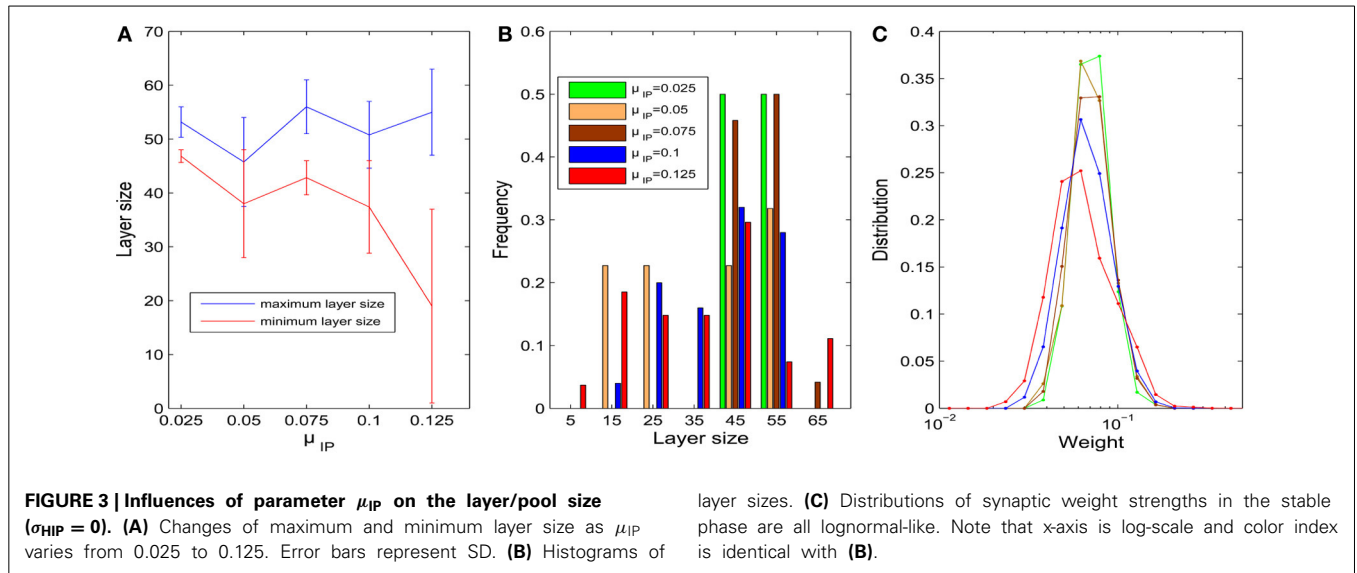 A
70
60
50
40
30
20
10
0
Layer size
maximum layer size
minimum layer size
0.025 0.05 0.075 0.1 0.125
μ IP
B
0.6
0.5
0.4
0.3
0.2
0.1
0
Frequency
μ IP=0.025
μ IP=0.05
μ IP=0.075
μ IP=0.1
μ IP=0.125
5 15 25 35 45 55 65
Layer size
C
0.4
0.35
0.3
0.25
0.2
0.15
0.1
0.05
0
Distribution
10⁻² 10⁻¹
Weight
FIGURE 3 | Influences of parameter μIP on the layer/pool size
(σHIP = 0). (A) Changes of maximum and minimum layer size as μIP
varies from 0.025 to 0.125. Error bars represent SD. (B) Histograms of
layer sizes. (C) Distributions of synaptic weight strengths in the stable
phase are all lognormal-like. Note that x-axis is log-scale and color index
is identical with (B).